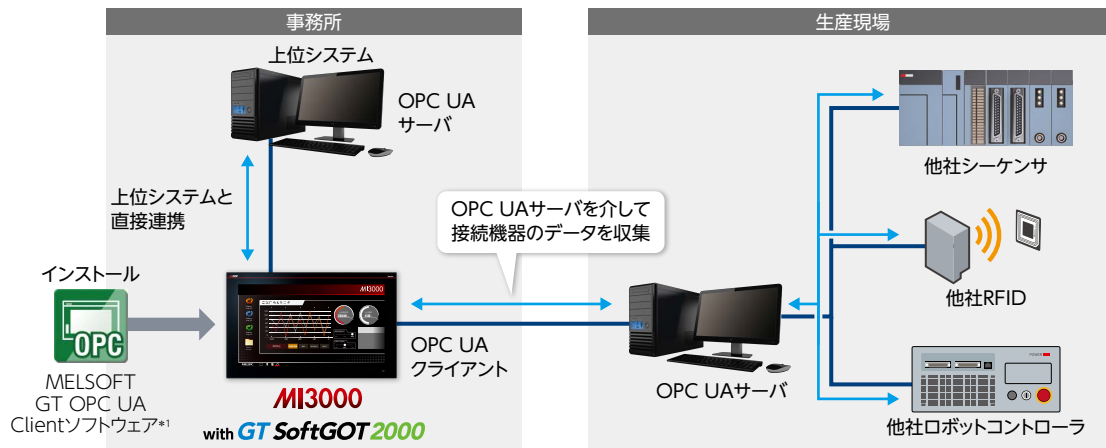 事務所
生産現場
上位システム
OPC UA
サーバ
他社シーケンサ
上位システムと
直接連携
OPC UAサーバを介して
接続機器のデータを収集
インストール
OPC
MI3000
他社RFID
MELSOFT
GT OPC UA
Clientソフトウェア*1
OPC UA
クライアント
MI3000
with GT SoftGOT 2000
OPC UAサーバ
POWER
他社ロボットコントローラ